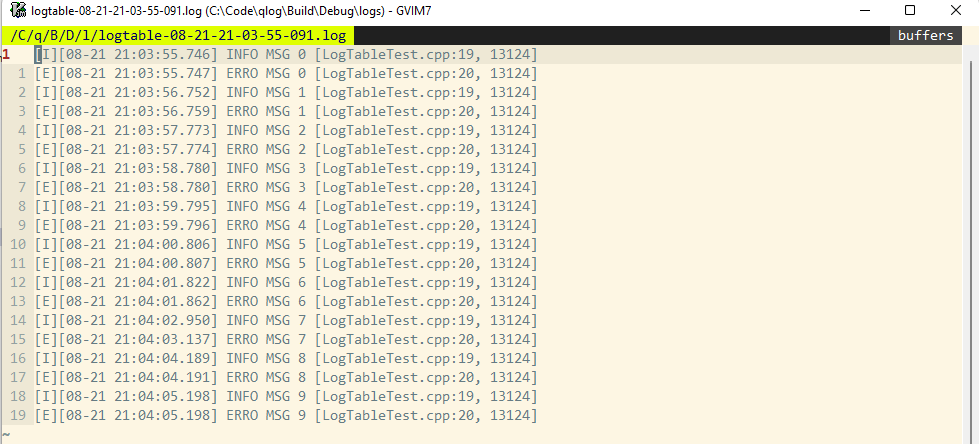 logtable-08-21-21-03-55-091.log (C:\Code\qlog\Build\Debug\logs) - GVIM7
/C/q/B/D/l/logtable-08-21-21-03-55-091.log buffers
1 [I][08-21 21:03:55.746] INFO MSG 0 [LogTableTest.cpp:19, 13124]
1 [E][08-21 21:03:55.747] ERRO MSG 0 [LogTableTest.cpp:20, 13124]
2 [I][08-21 21:03:56.752] INFO MSG 1 [LogTableTest.cpp:19, 13124]
3 [E][08-21 21:03:56.759] ERRO MSG 1 [LogTableTest.cpp:20, 13124]
4 [I][08-21 21:03:57.773] INFO MSG 2 [LogTableTest.cpp:19, 13124]
5 [E][08-21 21:03:57.774] ERRO MSG 2 [LogTableTest.cpp:20, 13124]
6 [I][08-21 21:03:58.780] INFO MSG 3 [LogTableTest.cpp:19, 13124]
7 [E][08-21 21:03:58.780] ERRO MSG 3 [LogTableTest.cpp:20, 13124]
8 [I][08-21 21:03:59.795] INFO MSG 4 [LogTableTest.cpp:19, 13124]
9 [E][08-21 21:03:59.796] ERRO MSG 4 [LogTableTest.cpp:20, 13124]
10 [I][08-21 21:04:00.806] INFO MSG 5 [LogTableTest.cpp:19, 13124]
11 [E][08-21 21:04:00.807] ERRO MSG 5 [LogTableTest.cpp:20, 13124]
12 [I][08-21 21:04:01.822] INFO MSG 6 [LogTableTest.cpp:19, 13124]
13 [E][08-21 21:04:01.862] ERRO MSG 6 [LogTableTest.cpp:20, 13124]
14 [I][08-21 21:04:02.950] INFO MSG 7 [LogTableTest.cpp:19, 13124]
15 [E][08-21 21:04:03.137] ERRO MSG 7 [LogTableTest.cpp:20, 13124]
16 [I][08-21 21:04:04.189] INFO MSG 8 [LogTableTest.cpp:19, 13124]
17 [E][08-21 21:04:04.191] ERRO MSG 8 [LogTableTest.cpp:20, 13124]
18 [I][08-21 21:04:05.198] INFO MSG 9 [LogTableTest.cpp:19, 13124]
19 [E][08-21 21:04:05.198] ERRO MSG 9 [LogTableTest.cpp:20, 13124]
~